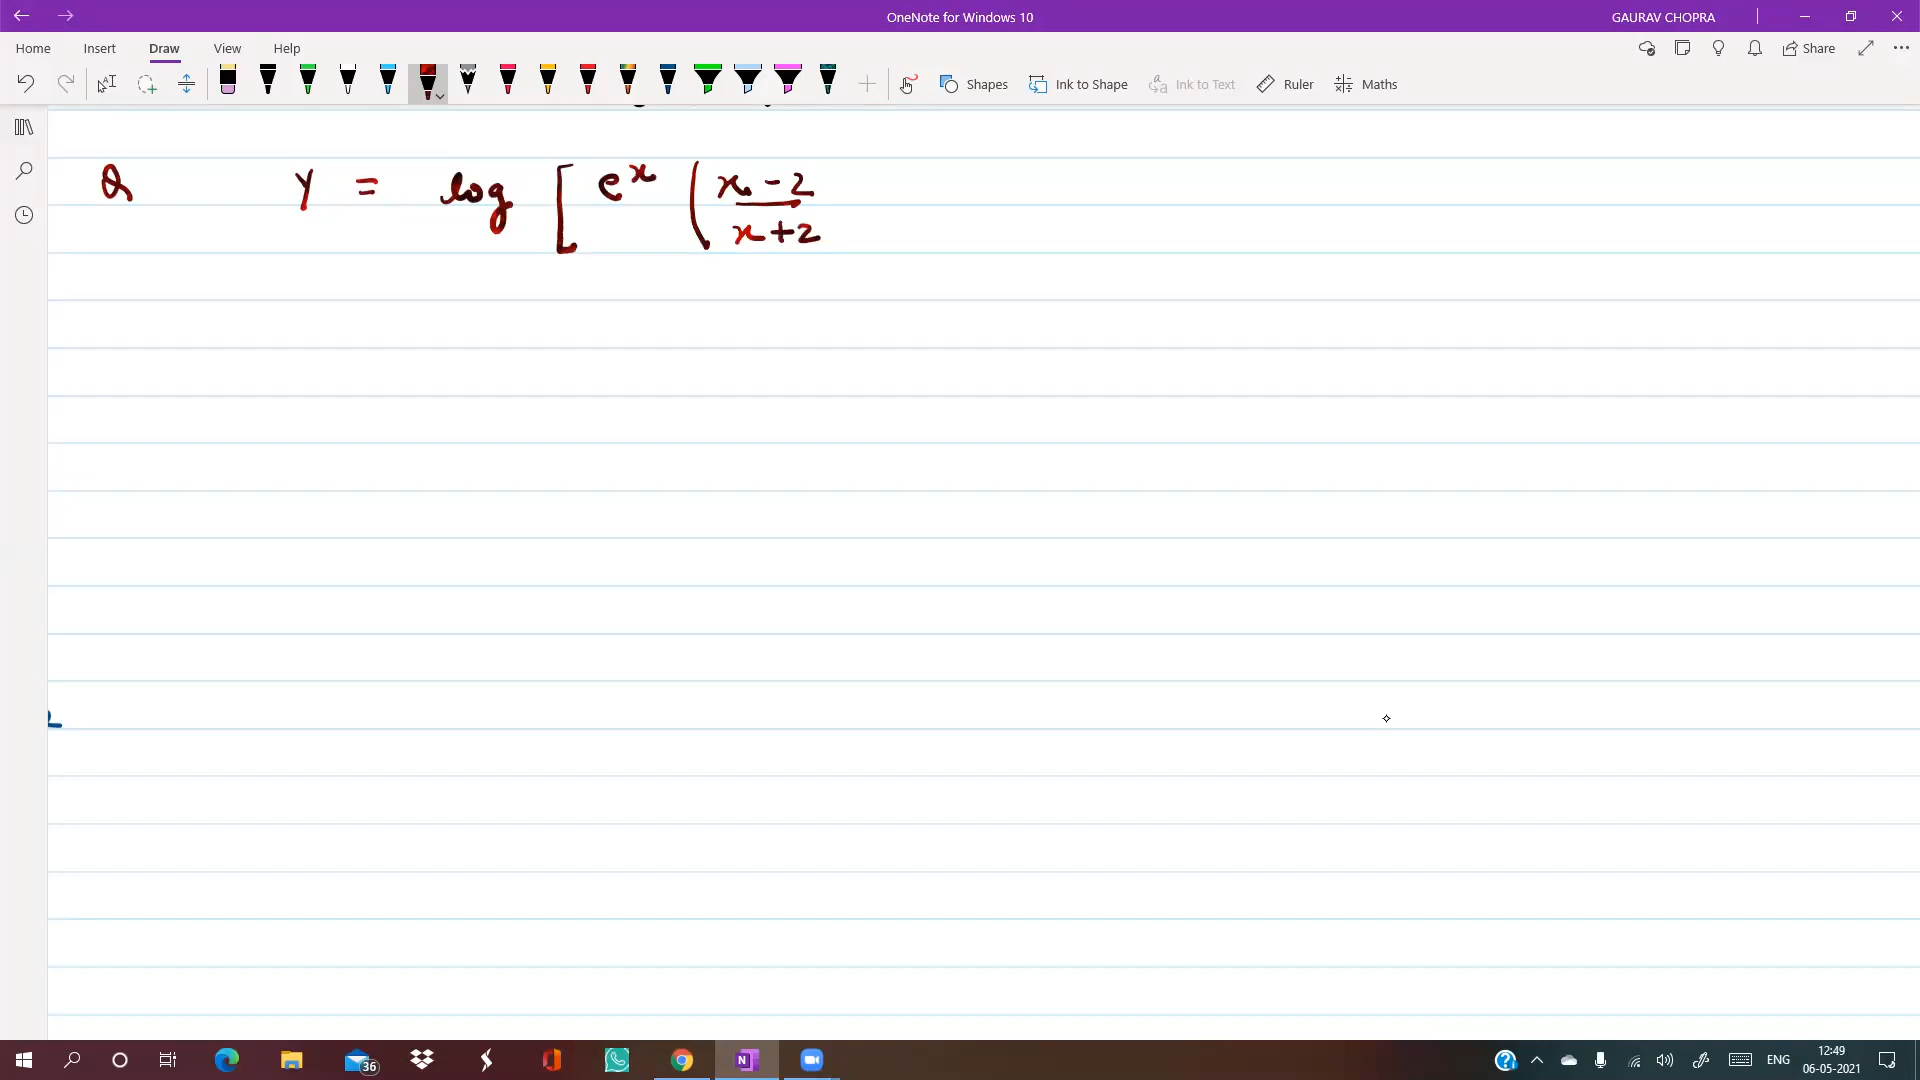 OneNote for Windows 10
GAURAV CHOPRA
Home Insert Draw View Help
Share
Shapes Ink to Shape Ink to Text Ruler Maths
Q y = log [ e^x ( x-2
x+2
36
ENG
12:49
06-05-2021